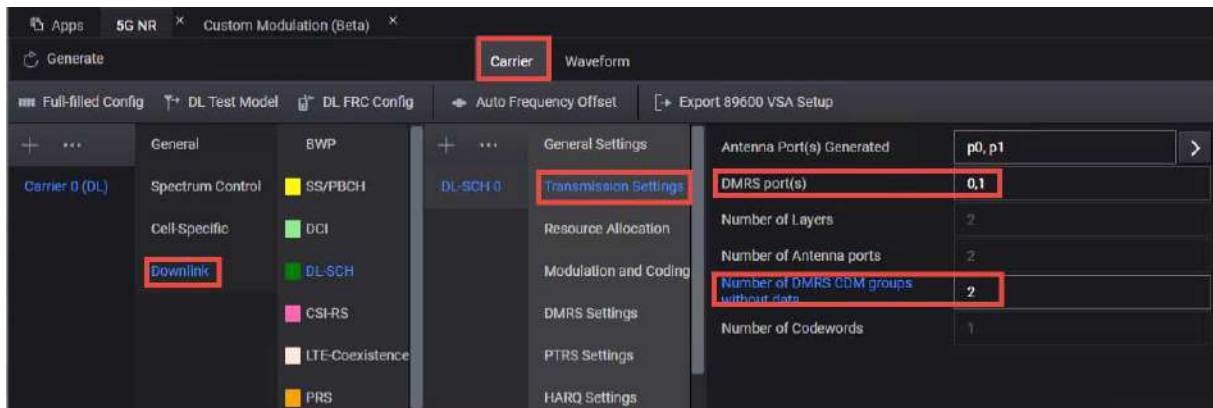 Apps 5G NR × Custom Modulation (Beta) ×
Generate Carrier Waveform
Full-filled Config DL Test Model DL FRC Config Auto Frequency Offset Export 89600 VSA Setup
+ ... General BWP + ... General Settings Antenna Port(s) Generated p0, p1 >
Carrier 0 (DL) Spectrum Control SS/PBCH DL-SCH 0 Transmission Settings DMRS port(s) 0,1
Cell-Specific DCI Resource Allocation Number of Layers 2
Downlink DL-SCH Modulation and Coding Number of Antenna ports 2
Number of DMRS CDM groups without data 2
CSI-RS DMRS Settings Number of Codewords 1
LTE-Coexistence PTRS Settings
PRS HARQ Settings